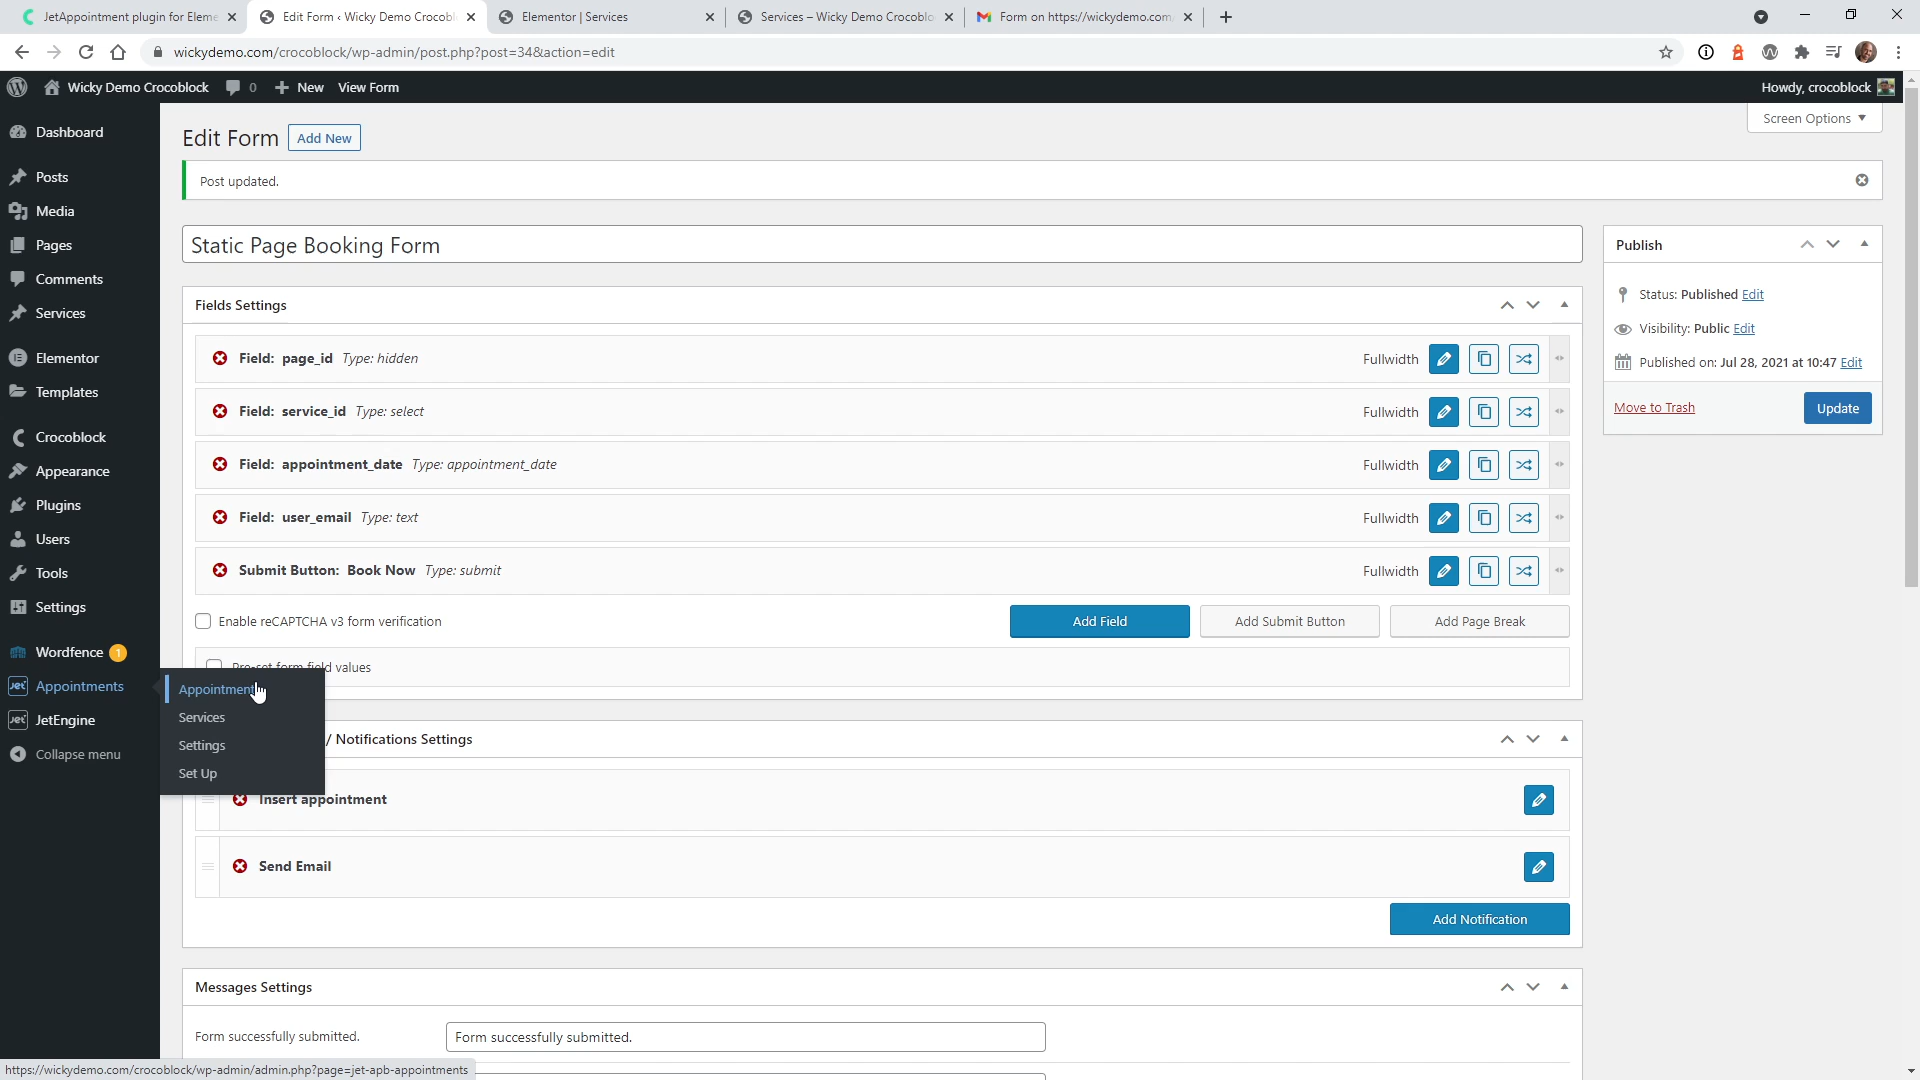 JetAppointment plugin for Eleme
Edit Form ‹ Wicky Demo Crocobl
Elementor | Services
Services – Wicky Demo Crocoblo
Form on https://wickydemo.com
wickydemo.com/crocoblock/wp-admin/post.php?post=34&action=edit
Wicky Demo Crocoblock
0
New
View Form
Howdy, crocoblock
Dashboard
Posts
Media
Pages
Comments
Services
Elementor
Templates
Crocoblock
Appearance
Plugins
Users
Tools
Settings
Wordfence 1
Appointments
JetEngine
Collapse menu
Appointment
Services
Settings
Set Up
Screen Options
Edit Form
Add New
Post updated.
Static Page Booking Form
Fields Settings
Field: page_id Type: hidden Fullwidth
Field: service_id Type: select Fullwidth
Field: appointment_date Type: appointment_date Fullwidth
Field: user_email Type: text Fullwidth
Submit Button: Book Now Type: submit Fullwidth
Enable reCAPTCHA v3 form verification
Add Field
Add Submit Button
Add Page Break
Pre-set form field values
/ Notifications Settings
Insert appointment
Send Email
Add Notification
Messages Settings
Form successfully submitted.
Form successfully submitted.
Publish
Status: Published Edit
Visibility: Public Edit
Published on: Jul 28, 2021 at 10:47 Edit
Move to Trash
Update
https://wickydemo.com/crocoblock/wp-admin/admin.php?page=jet-apb-appointments